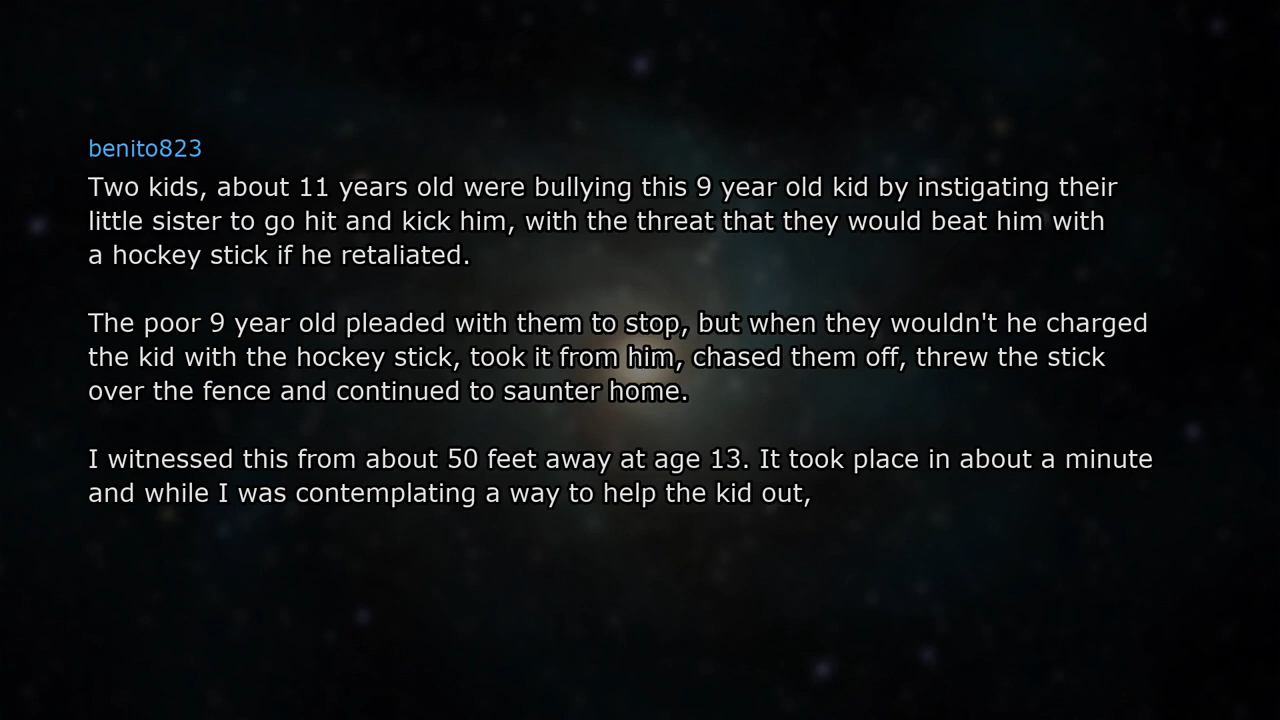 benito823
Two kids, about 11 years old were bullying this 9 year old kid by instigating their
little sister to go hit and kick him, with the threat that they would beat him with
a hockey stick if he retaliated.
The poor 9 year old pleaded with them to stop, but when they wouldn't he charged
the kid with the hockey stick, took it from him, chased them off, threw the stick
over the fence and continued to saunter home.
I witnessed this from about 50 feet away at age 13. It took place in about a minute
and while I was contemplating a way to help the kid out,